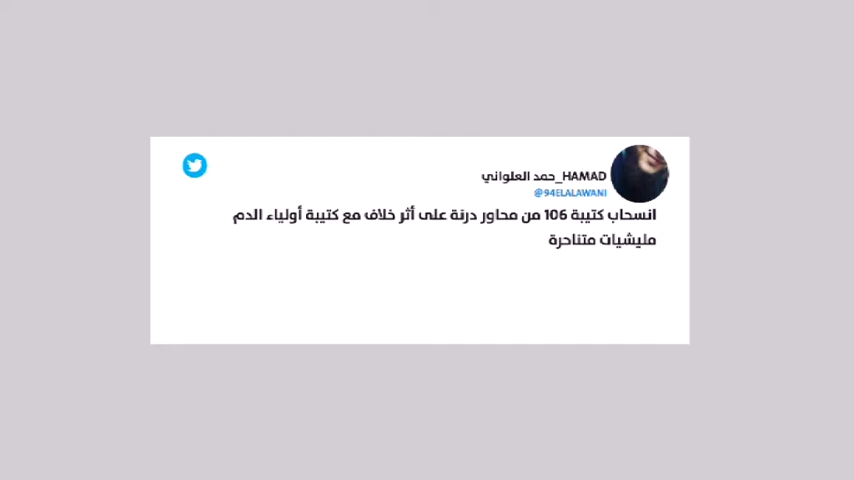 HAMAD_حمد العلواني
@94ELALAWANI
انسحاب كتيبة 106 من محاور درنة على أثر خلاف مع كتيبة أولياء الدم
مليشيات متناحرة